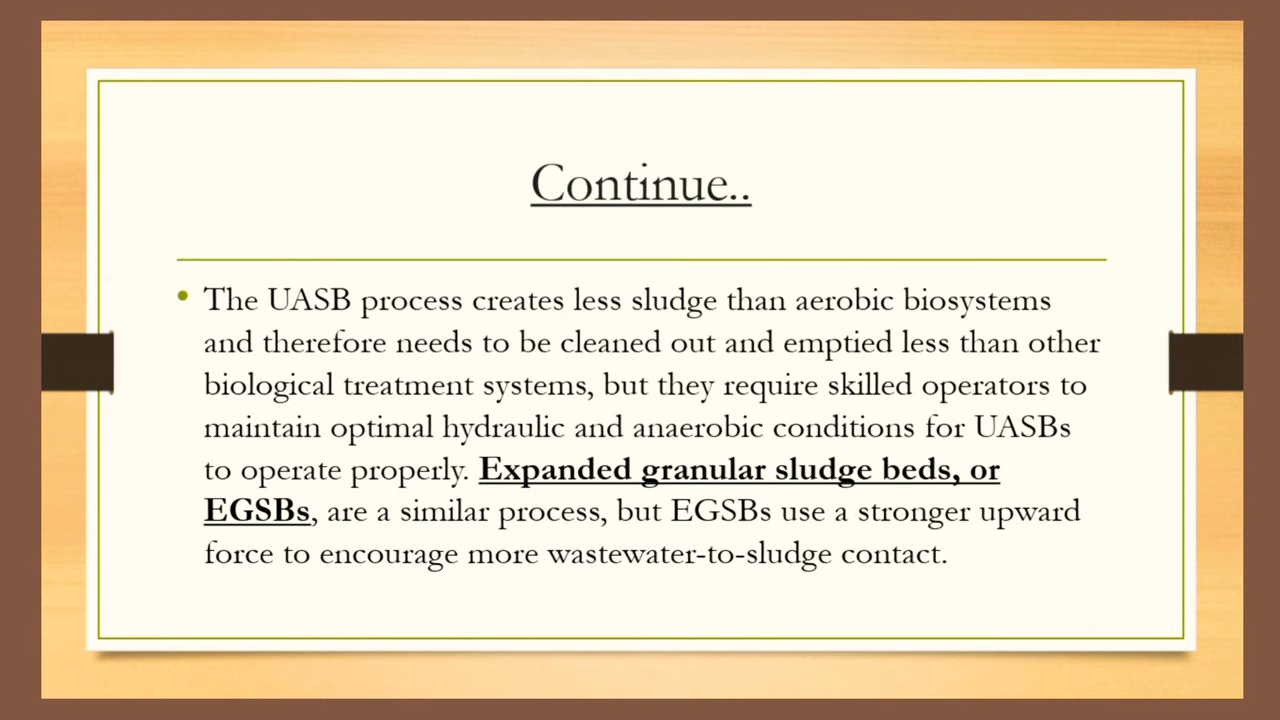 Continue..
• The UASB process creates less sludge than aerobic biosystems
and therefore needs to be cleaned out and emptied less than other
biological treatment systems, but they require skilled operators to
maintain optimal hydraulic and anaerobic conditions for UASBs
to operate properly. Expanded granular sludge beds, or
EGSBs, are a similar process, but EGSBs use a stronger upward
force to encourage more wastewater-to-sludge contact.